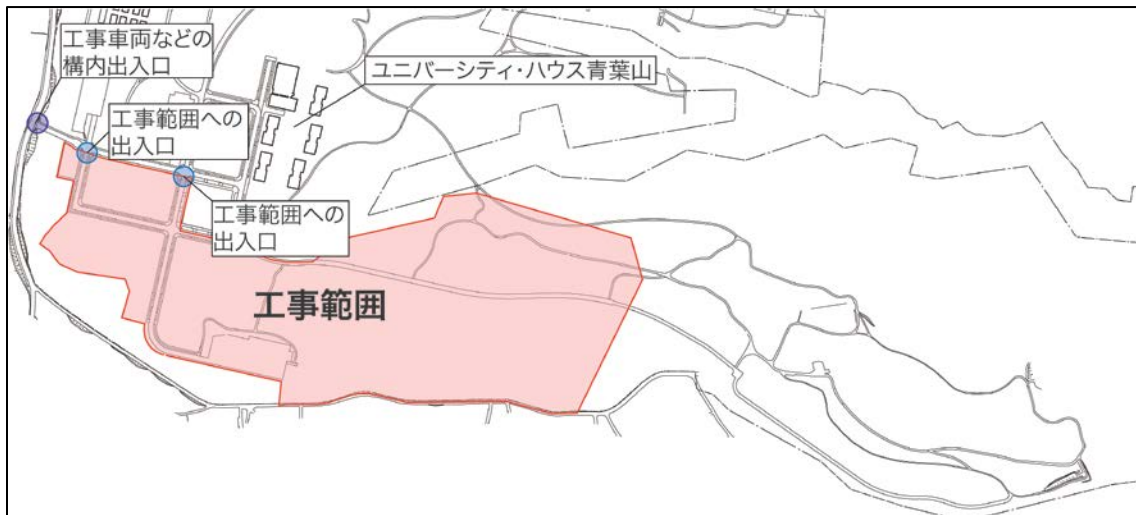 工事車両などの
構内出入口
ユニバーシティ・ハウス青葉山
工事範囲への
出入口
工事範囲への
出入口
工事範囲